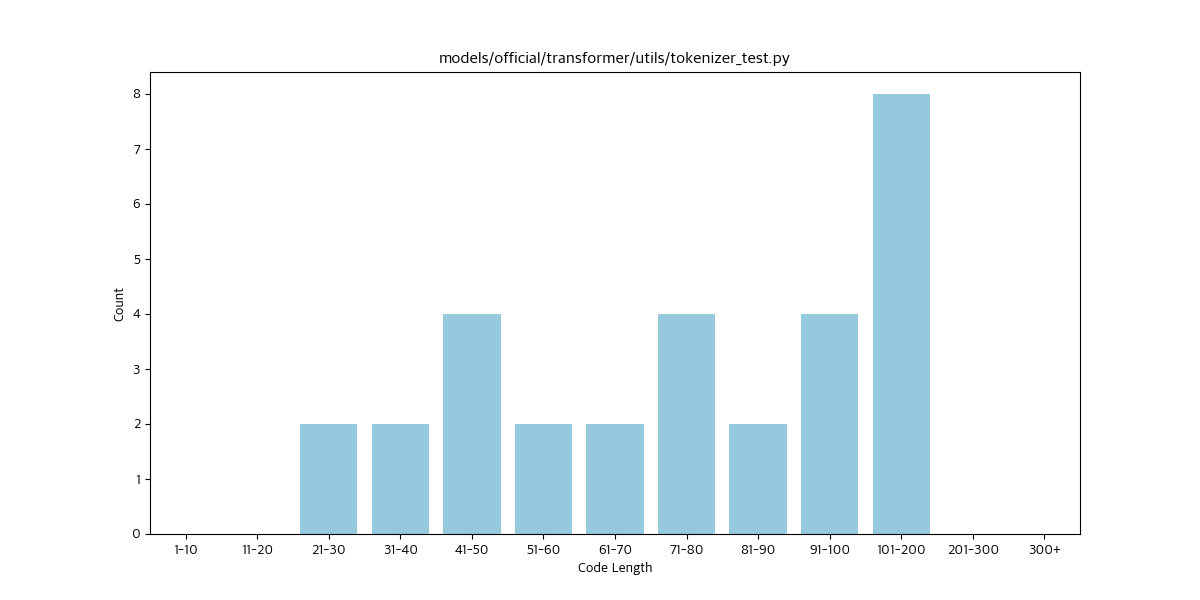 models/official/transformer/utils/tokenizer_test.py
Count
8
7
6
5
4
3
2
1
0
1-10 11-20 21-30 31-40 41-50 51-60 61-70 71-80 81-90 91-100 101-200 201-300 300+
Code Length